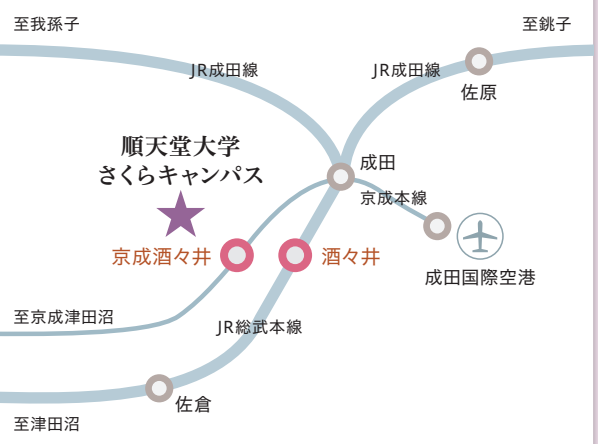 至我孫子
至銚子
JR成田線
JR成田線
佐原
順天堂大学
さくらキャンパス
成田
京成本線
京成酒々井
酒々井
成田国際空港
至京成津田沼
JR総武本線
佐倉
至津田沼